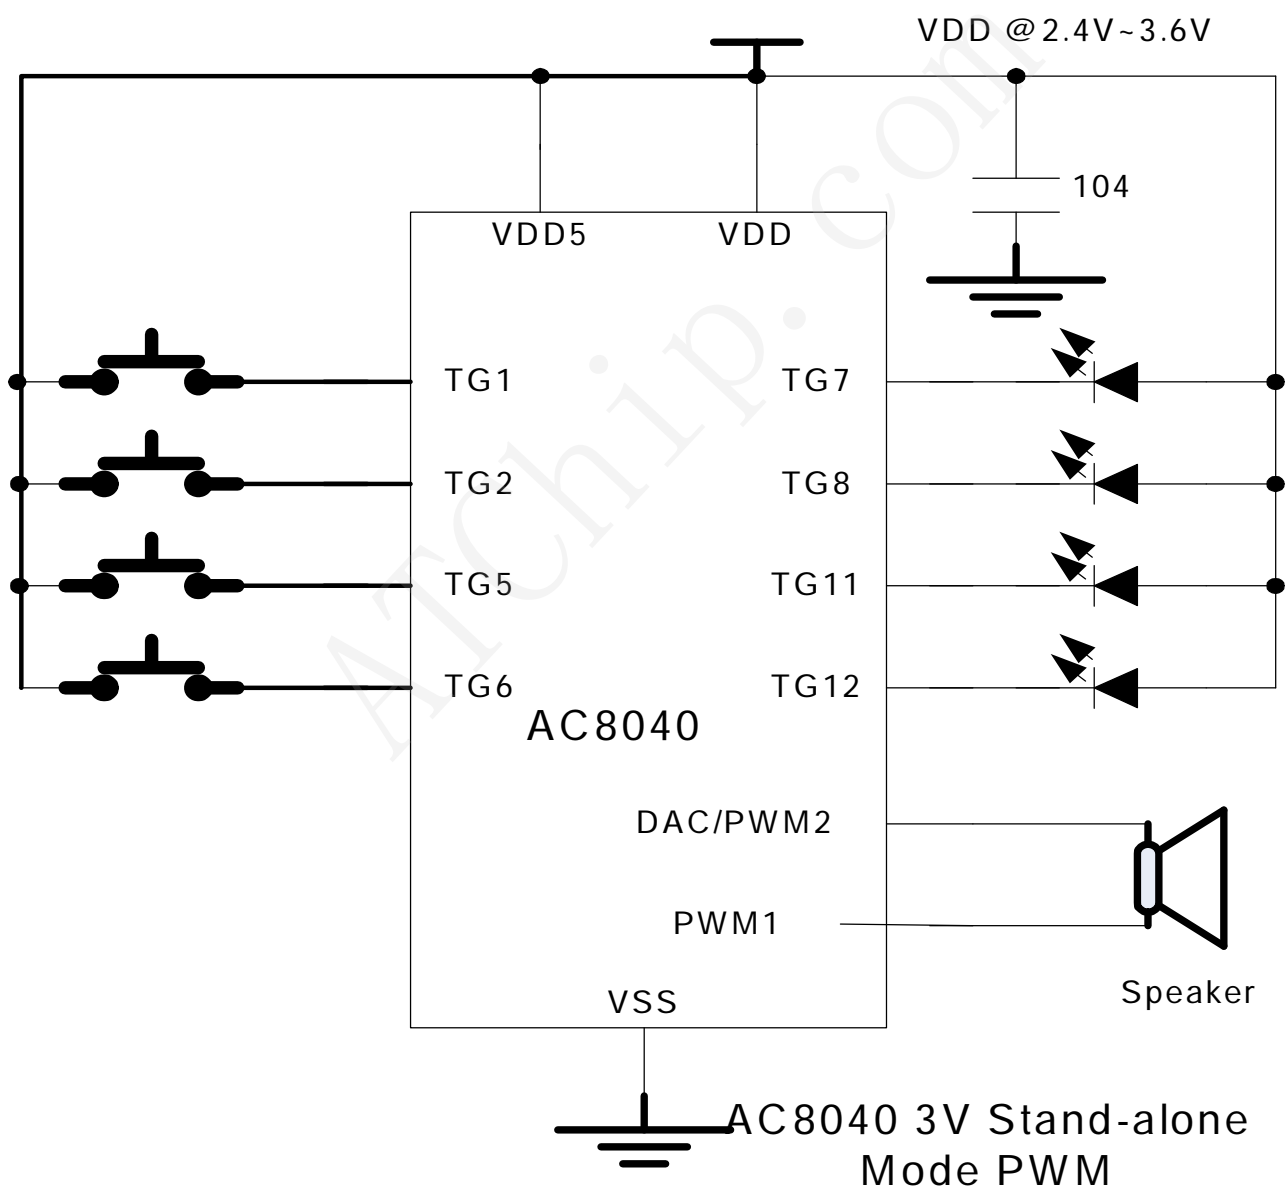 VDD @2.4V~3.6V
104
VDD5 VDD
TG1 TG7
TG2 TG8
TG5 TG11
TG6 TG12
AC8040
DAC/PWM2
PWM1
Speaker
VSS
AC8040 3V Stand-alone
Mode PWM
ATChip.com